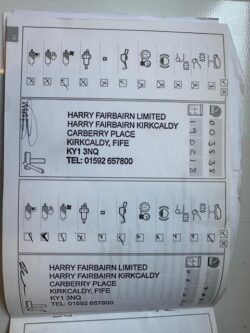 HARRY FAIRBAIRN LIMITED
HARRY FAIRBAIRN KIRKCALDY
CARBERRY PLACE
KIRKCALDY, FIFE
KY1 3NQ
TEL: 01592 657800
HARRY FAIRBAIRN LIMITED
HARRY FAIRBAIRN KIRKCALDY
CARBERRY PLACE
KIRKCALDY, FIFE
KY1 3NQ
TEL: 01592 657800